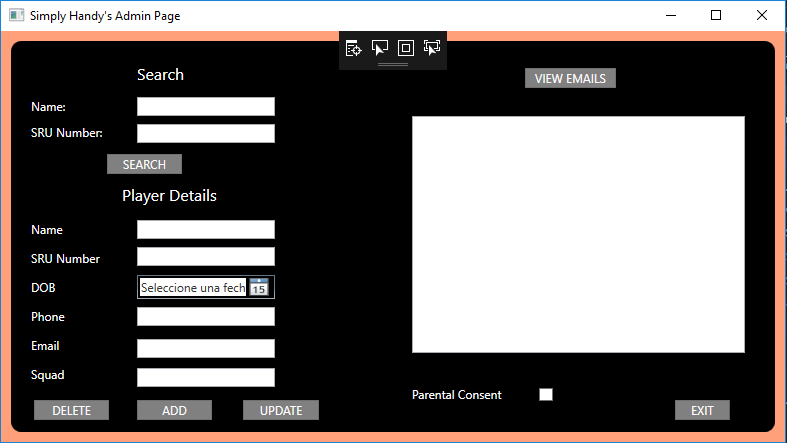 Simply Handy's Admin Page
Search
VIEW EMAILS
Name:
SRU Number:
SEARCH
Player Details
Name
SRU Number
DOB
Seleccione una fech
15
Phone
Email
Squad
Parental Consent
DELETE
ADD
UPDATE
EXIT